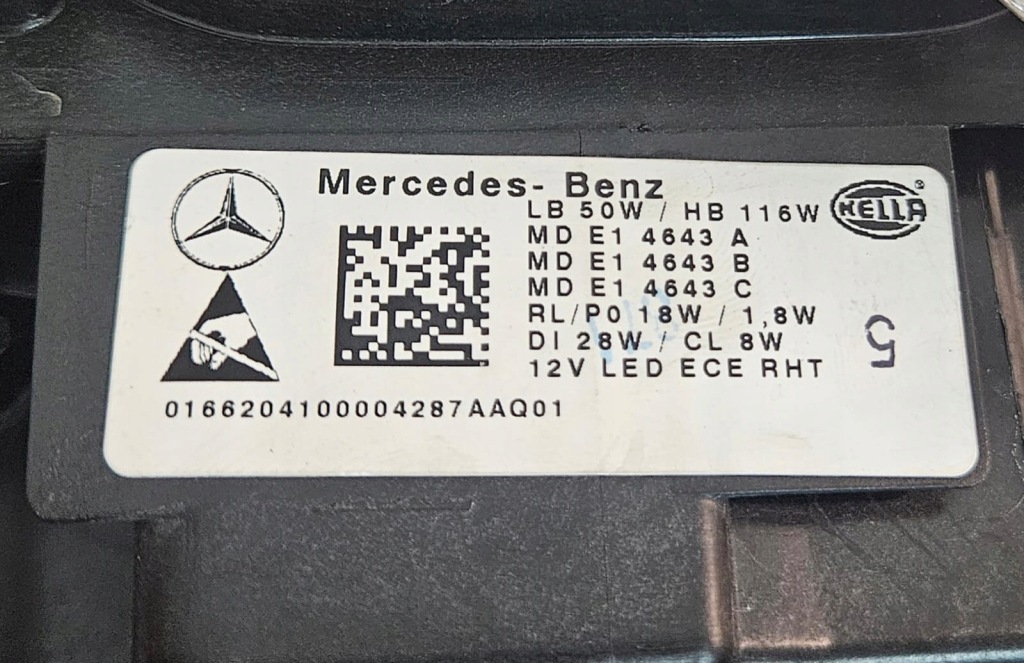 Mercedes- Benz
HELLA®
LB 50W / HB 116W
MD E1 4643 A
MD E1 4643 B
MD E1 4643 C
RL/PO 18W / 1,8W
DI 28W / CL 8W
12V LED ECE RHT
5
0166204100004287AAQ01